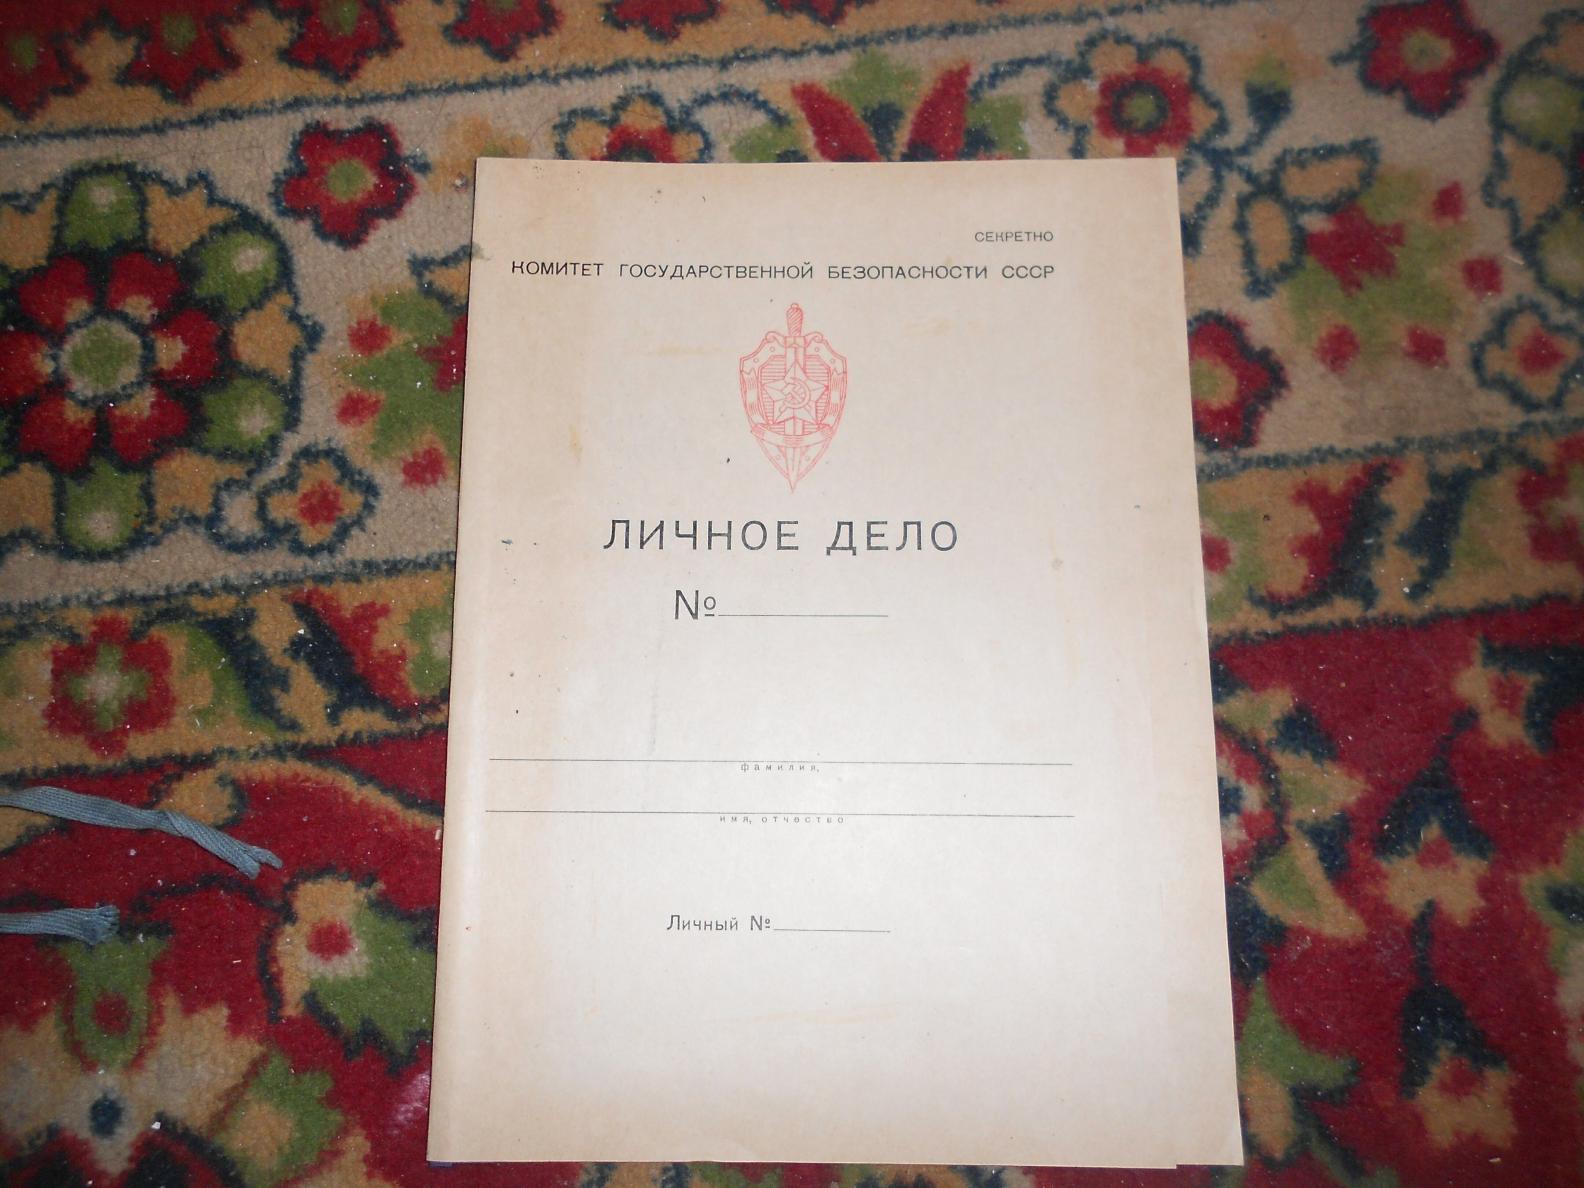 СЕКРЕТНО
КОМИТЕТ ГОСУДАРСТВЕННОЙ БЕЗОПАСНОСТИ СССР
ЛИЧНОЕ ДЕЛО
№
фамилия,
имя, отчество
Личный №